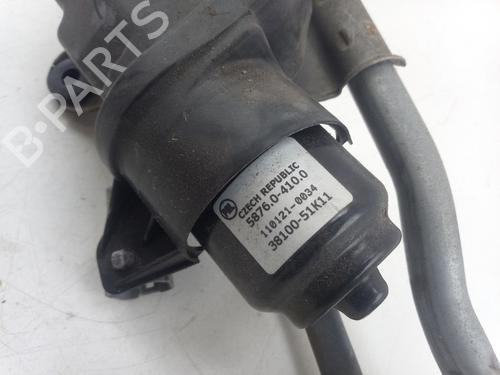 B-PARTS
CZECH REPUBLIC
5876.0-410.0
110121-0034
38100-51K11